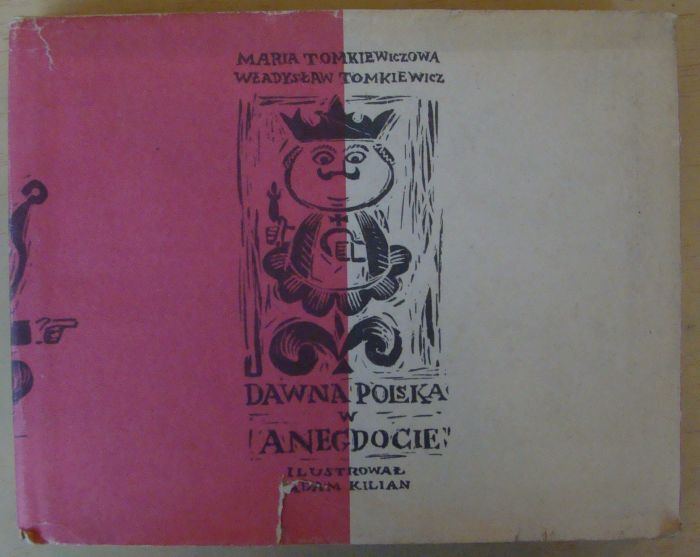 MARIA TOMKIEWICZOWA
WŁADYSŁAW TOMKIEWICZ
DAWNA POLSKA
W
ANEGDOCIE
ILUSTROWAŁ
ADAM KILIAN